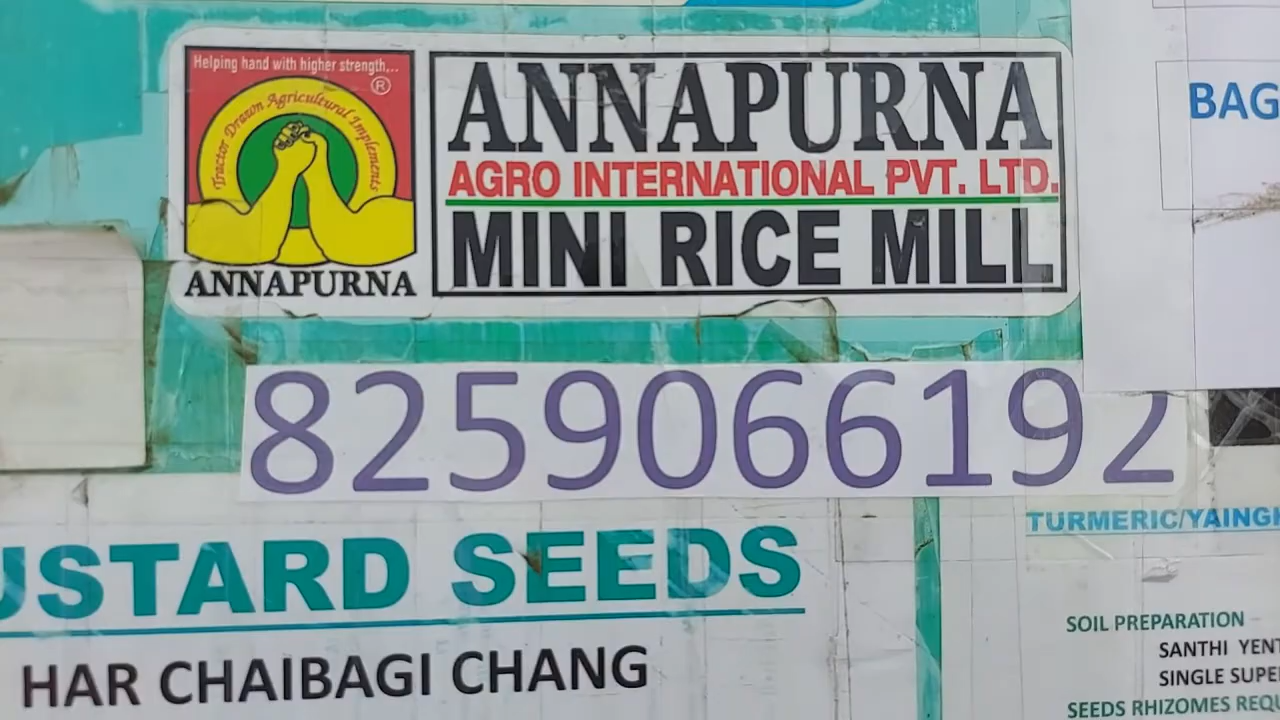 Helping hand with higher strength,..
®
Tractor Drawn Agricultural Implements
ANNAPURNA
ANNAPURNA
AGRO INTERNATIONAL PVT. LTD.
MINI RICE MILL
BAG
8259066192
USTARD SEEDS
HAR CHAIBAGI CHANG
TURMERIC/YAING
SOIL PREPARATION
SANTHI YENT
SINGLE SUPE
SEEDS RHIZOMES REQU